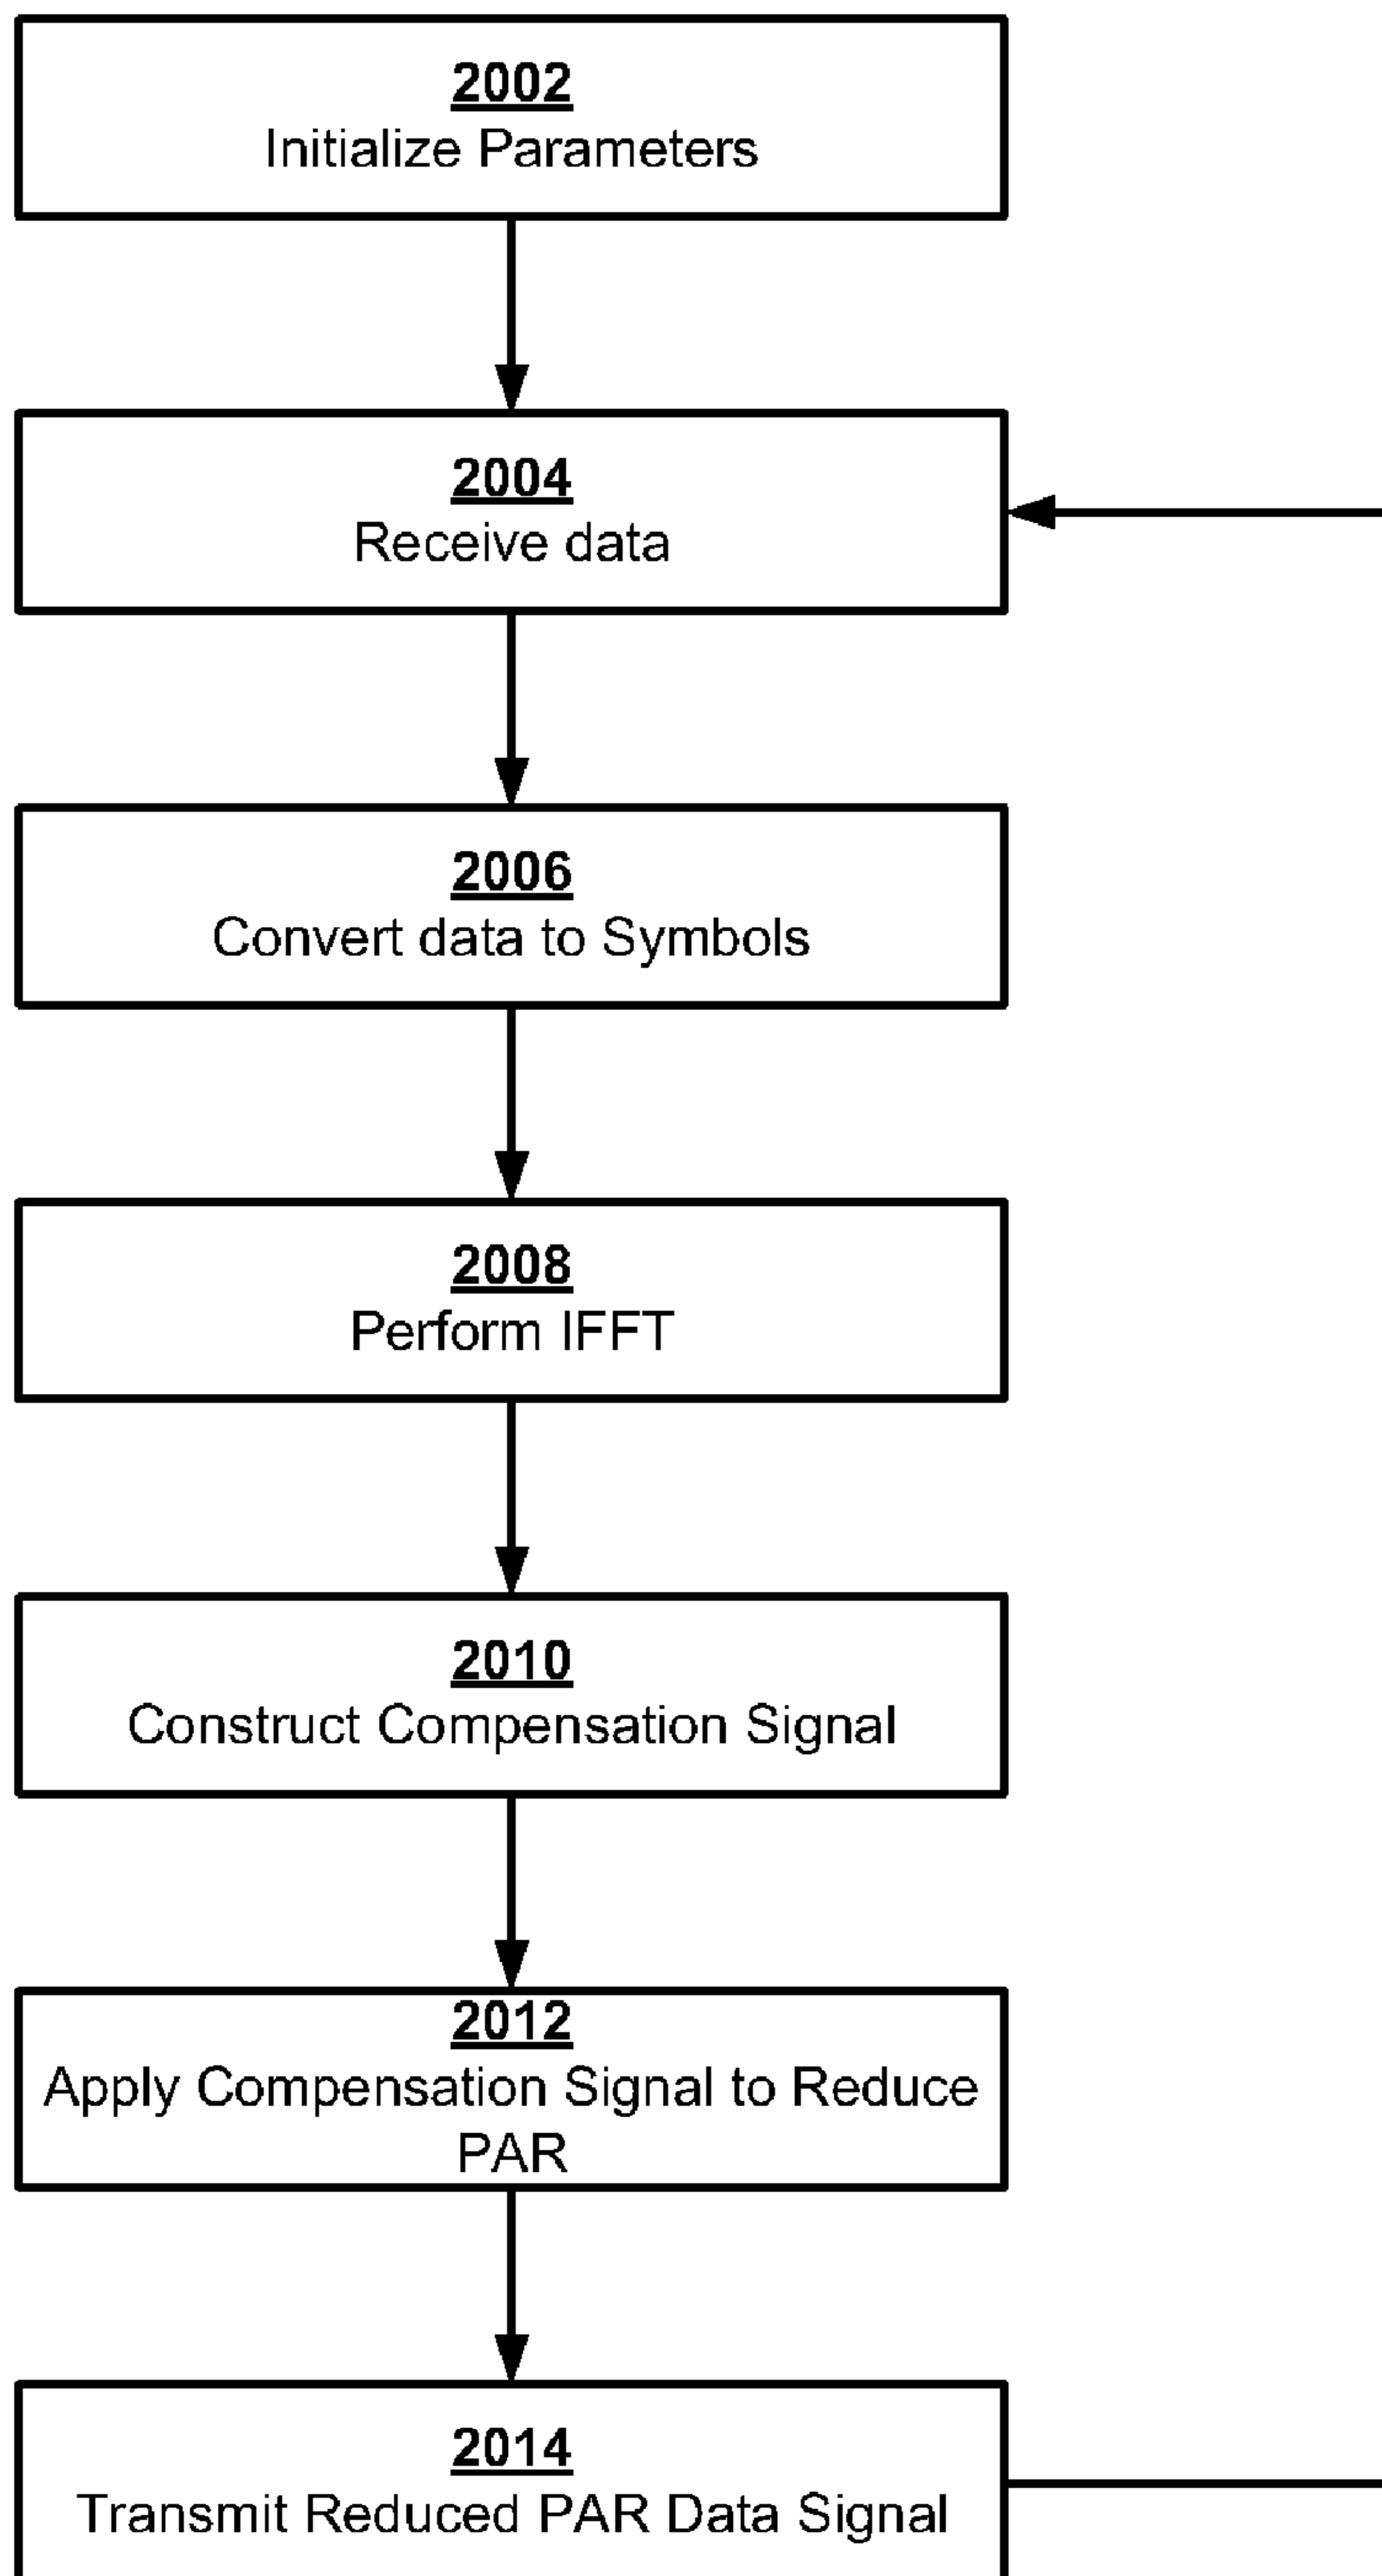 2002
Initialize Parameters
2004
Receive data
2006
Convert data to Symbols
2008
Perform IFFT
2010
Construct Compensation Signal
2012
Apply Compensation Signal to Reduce
PAR
2014
Transmit Reduced PAR Data Signal